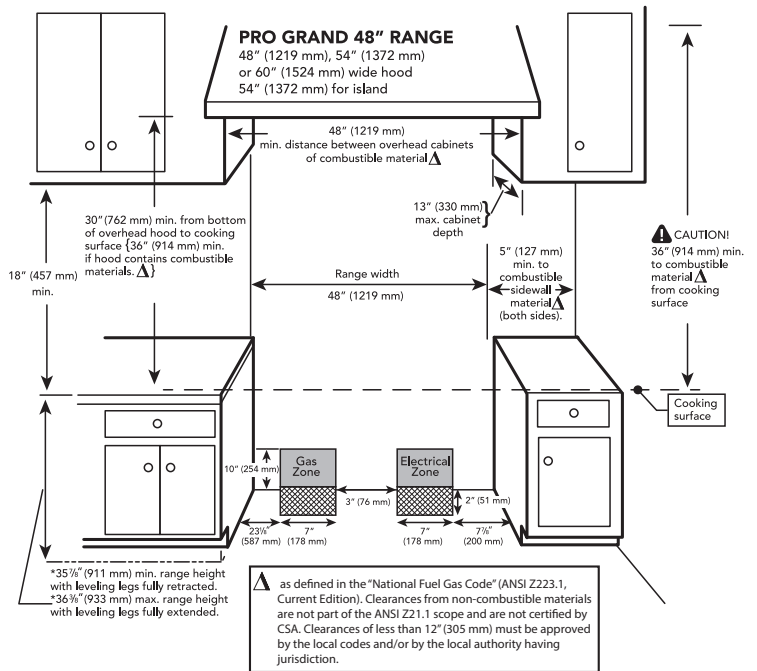 PRO GRAND 48” RANGE
48” (1219 mm), 54” (1372 mm)
or 60” (1524 mm) wide hood
54” (1372 mm) for island
48” (1219 mm)
min. distance between overhead cabinets
of combustible material Δ
13” (330 mm)
max. cabinet
depth
30”(762 mm) min. from bottom
of overhead hood to cooking
surface {36” (914 mm) min.
if hood contains combustible
materials. Δ}
18” (457 mm)
min.
Range width
48” (1219 mm)
5” (127 mm)
min. to
combustible
sidewall
material Δ
(both sides).
CAUTION!
36” (914 mm) min.
to combustible
material Δ
from cooking
surface
Cooking
surface
10” (254 mm)
Gas
Zone
Electrical
Zone
3” (76 mm)
2” (51 mm)
23⅛”
(587 mm)
7”
(178 mm)
7”
(178 mm)
7⅞”
(200 mm)
*35⅞” (911 mm) min. range height
with leveling legs fully retracted.
*36¾” (933 mm) max. range height
with leveling legs fully extended.
Δ as defined in the “National Fuel Gas Code” (ANSI Z223.1,
Current Edition). Clearances from non-combustible materials
are not part of the ANSI Z21.1 scope and are not certified by
CSA. Clearances of less than 12” (305 mm) must be approved
by the local codes and/or by the local authority having
jurisdiction.